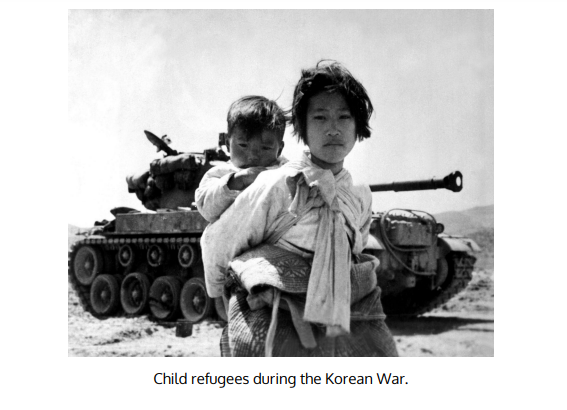 Child refugees during the Korean War.